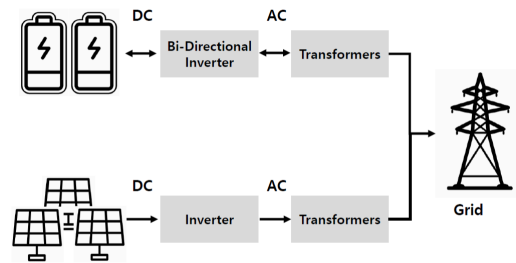 DC
AC
Bi-Directional
Inverter
Transformers
Grid
DC
AC
Inverter
Transformers